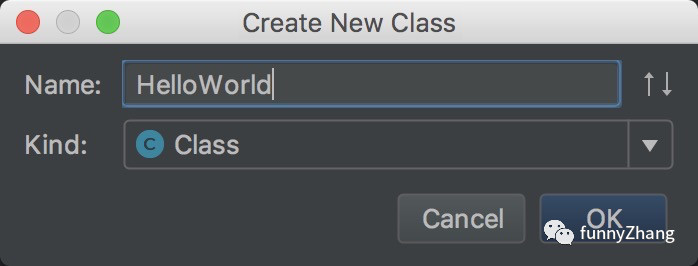 Create New Class
Name: HelloWorld
Kind: C Class
Cancel OK
funnyZhang